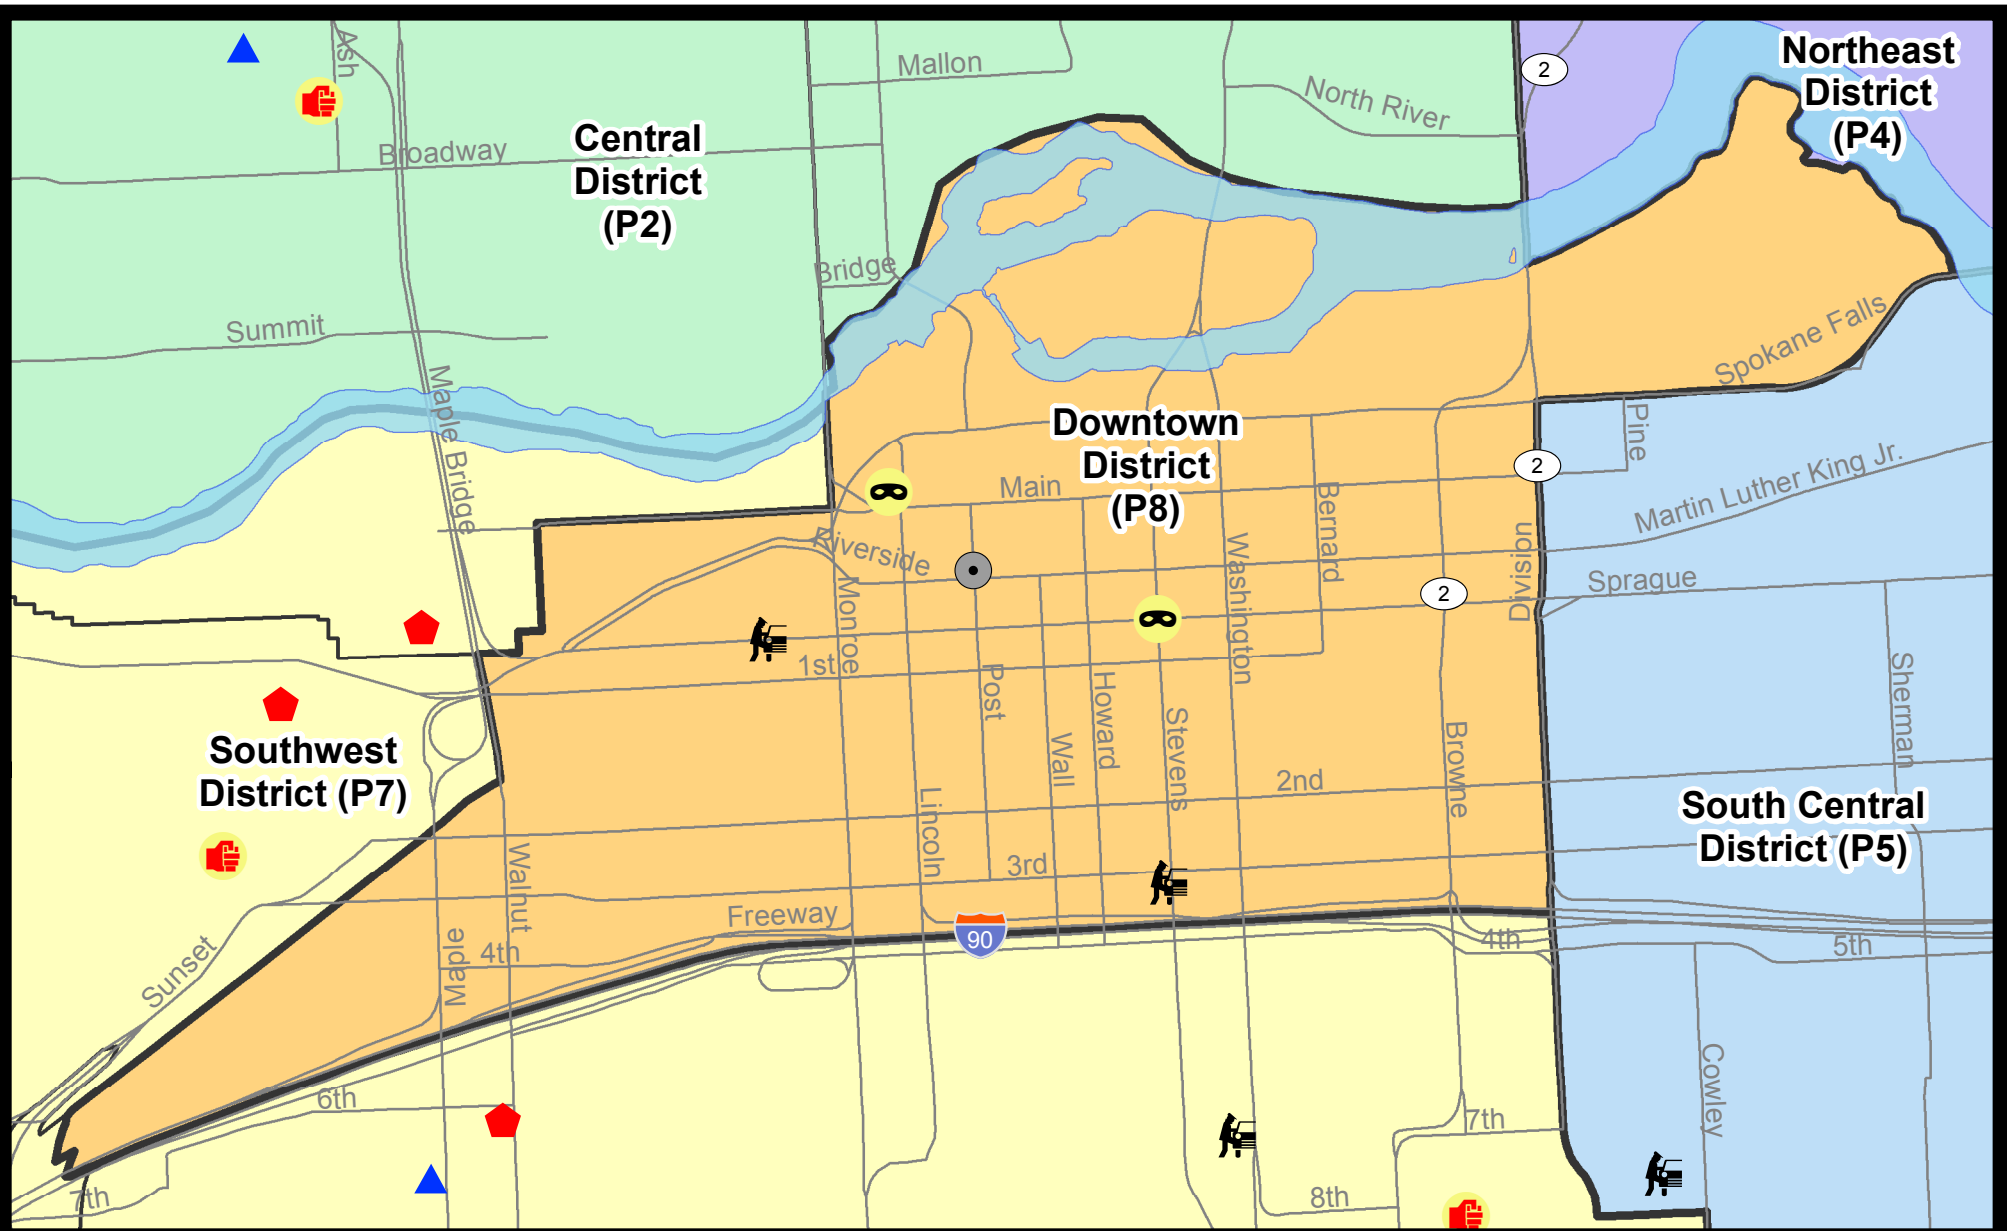 Ash
Mallon
2
Northeast
District
(P4)
North River
Central
District
(P2)
Broadway
Bridge
Summit
Spokane Falls
Maple Bridge
Downtown
District
(P8)
Pine
2
Martin Luther King Jr.
Main
Bernard
Riverside
Division
Washington
2
Sprague
Monroe
1st
Post
Howard
Wall
Stevens
Browne
Sherman
Southwest
District (P7)
2nd
South Central
District (P5)
Lincoln
Walnut
3rd
Freeway
90
Sunset
Maple
4th
4th
5th
6th
Cowley
7th
7th
8th